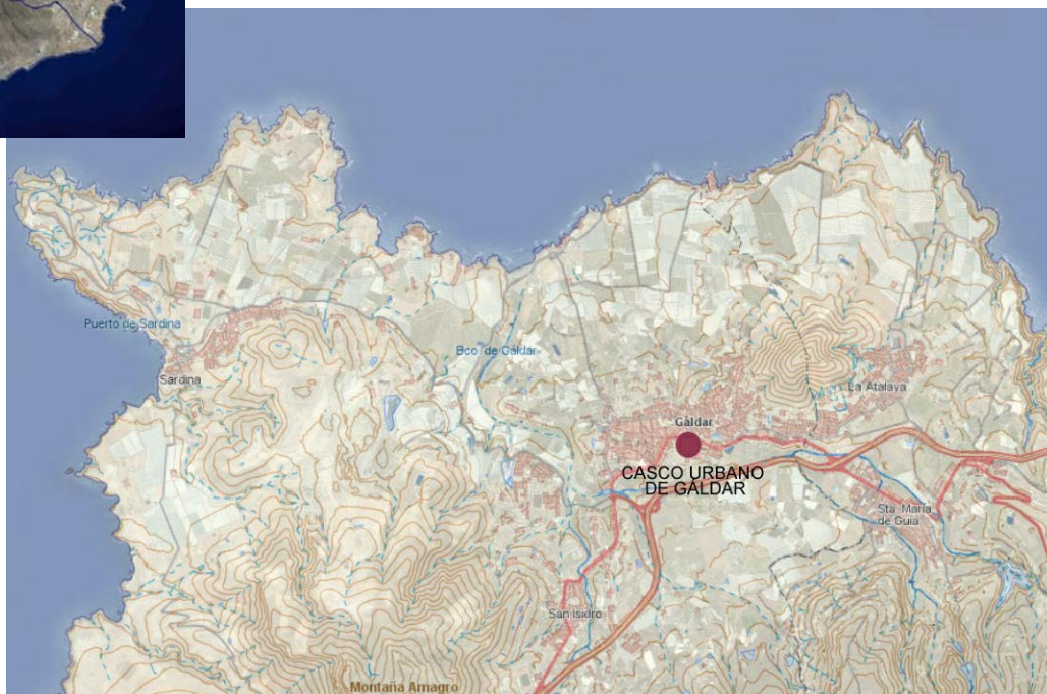 Puerto de Sardina
Bco. de Gáldar
Sardina
La Atalaya
Gáldar
CASCO URBANO
DE GÁLDAR
Sta. María
de Guía
San Isidro
Montaña Amagro